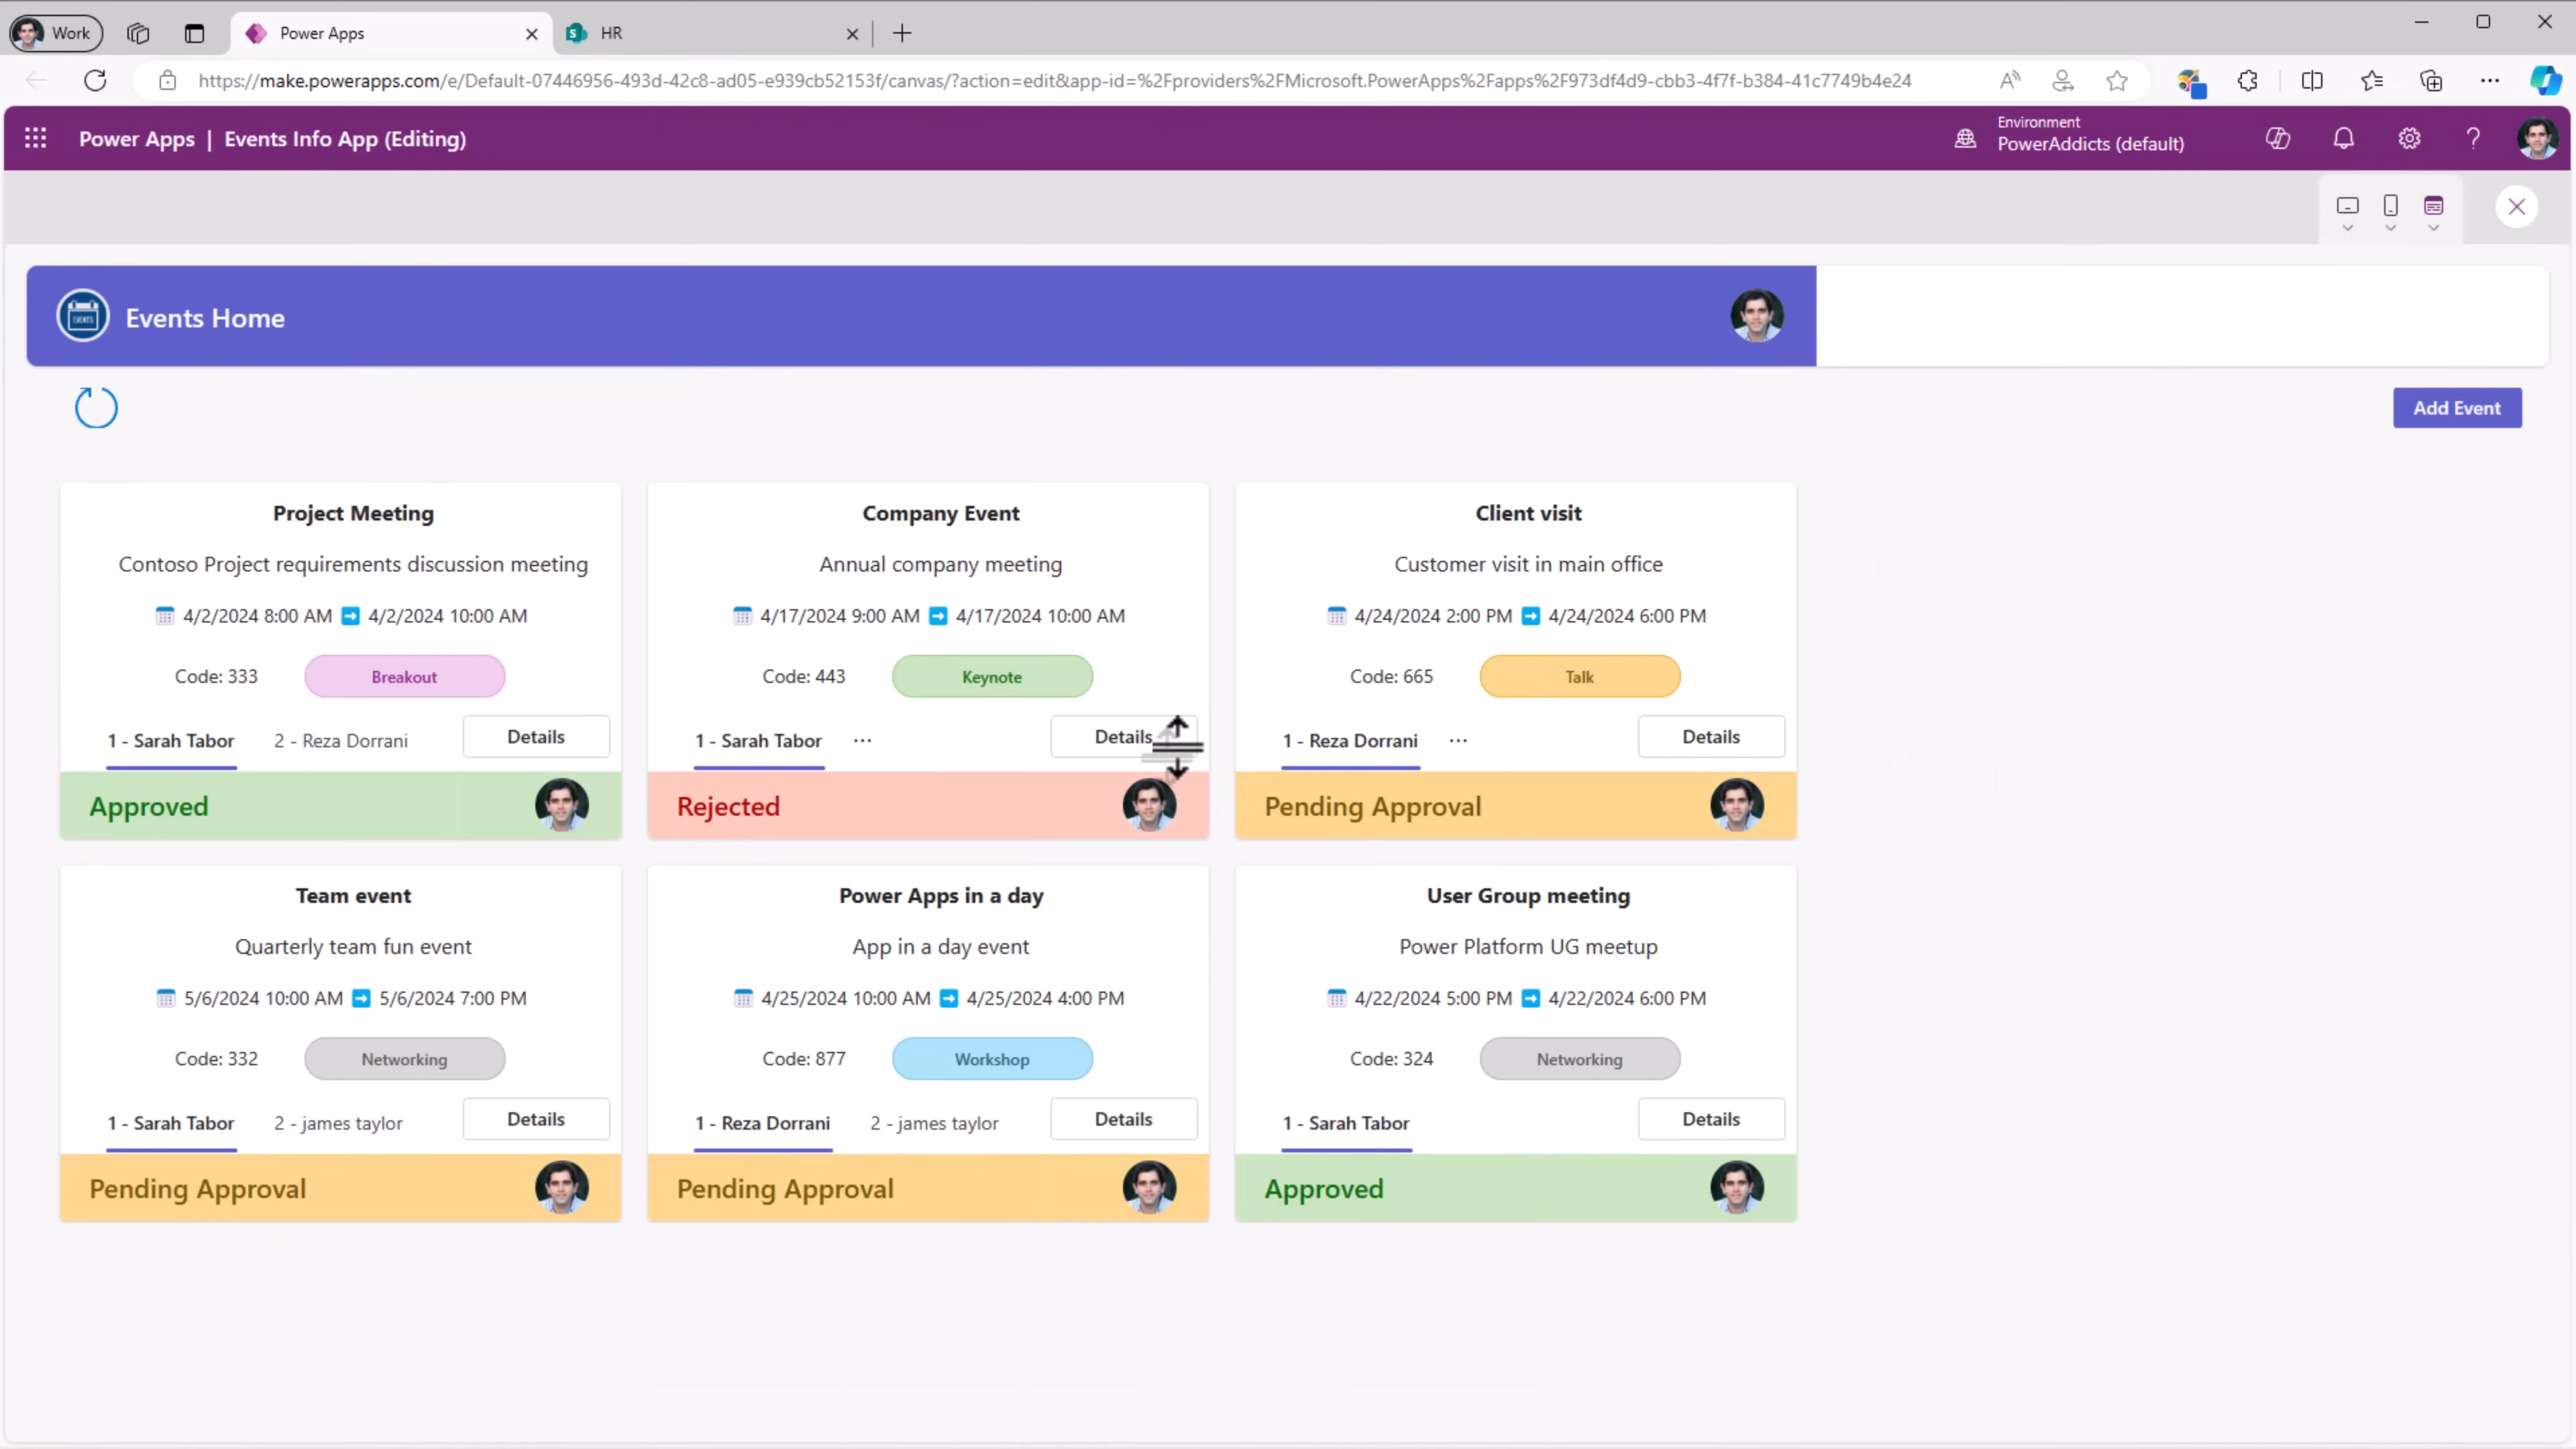 Work
Power Apps
HR
https://make.powerapps.com/e/Default-07446956-493d-42c8-ad05-e939cb52153f/canvas/?action=edit&app-id=%2Fproviders%2FMicrosoft.PowerApps%2Fapps%2F973df4d9-cbb3-4f7f-b384-41c7749b4e24
Power Apps | Events Info App (Editing)
Environment
PowerAddicts (default)
EVENTS
Events Home
Add Event
Project Meeting
Contoso Project requirements discussion meeting
4/2/2024 8:00 AM ➡ 4/2/2024 10:00 AM
Code: 333 Breakout
1 - Sarah Tabor 2 - Reza Dorrani Details
Approved
Company Event
Annual company meeting
4/17/2024 9:00 AM ➡ 4/17/2024 10:00 AM
Code: 443 Keynote
1 - Sarah Tabor ... Details
Rejected
Client visit
Customer visit in main office
4/24/2024 2:00 PM ➡ 4/24/2024 6:00 PM
Code: 665 Talk
1 - Reza Dorrani ... Details
Pending Approval
Team event
Quarterly team fun event
5/6/2024 10:00 AM ➡ 5/6/2024 7:00 PM
Code: 332 Networking
1 - Sarah Tabor 2 - james taylor Details
Pending Approval
Power Apps in a day
App in a day event
4/25/2024 10:00 AM ➡ 4/25/2024 4:00 PM
Code: 877 Workshop
1 - Reza Dorrani 2 - james taylor Details
Pending Approval
User Group meeting
Power Platform UG meetup
4/22/2024 5:00 PM ➡ 4/22/2024 6:00 PM
Code: 324 Networking
1 - Sarah Tabor Details
Approved